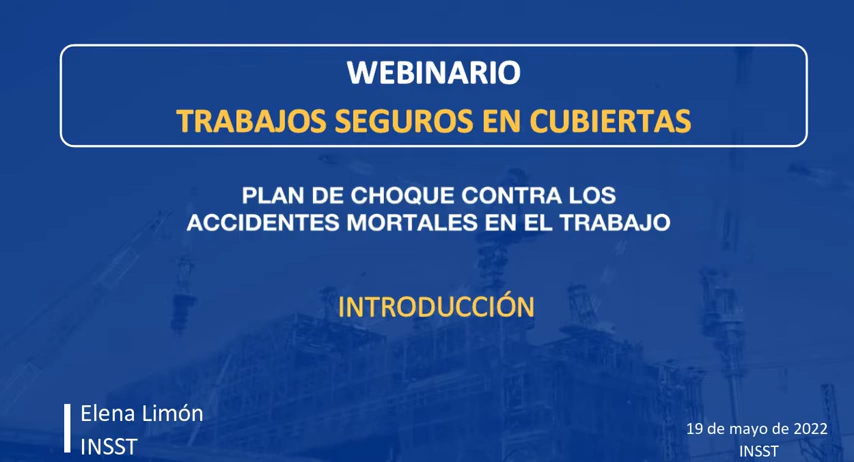 WEBINARIO
TRABAJOS SEGUROS EN CUBIERTAS
PLAN DE CHOQUE CONTRA LOS
ACCIDENTES MORTALES EN EL TRABAJO
INTRODUCCIÓN
Elena Limón
INSST
19 de mayo de 2022
INSST